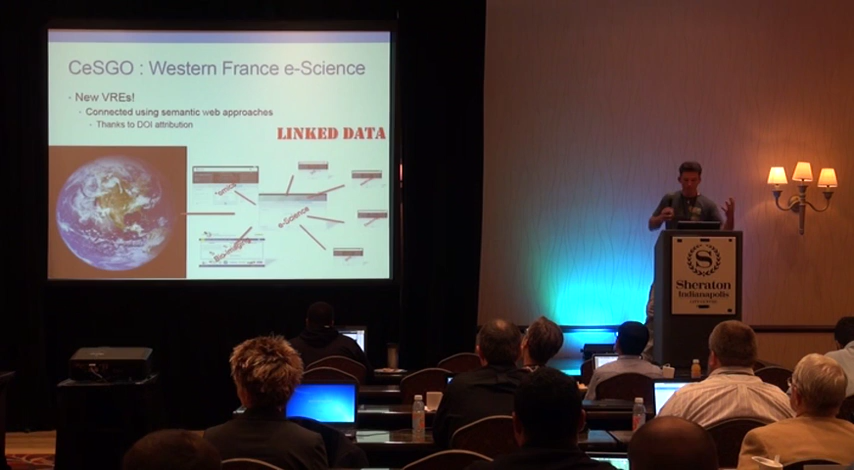 CeSGO : Western France e-Science
- New VREs!
- Connected using semantic web approaches
- Thanks to DOI attribution
LINKED DATA
e-Science
S
Sheraton
Indianapolis